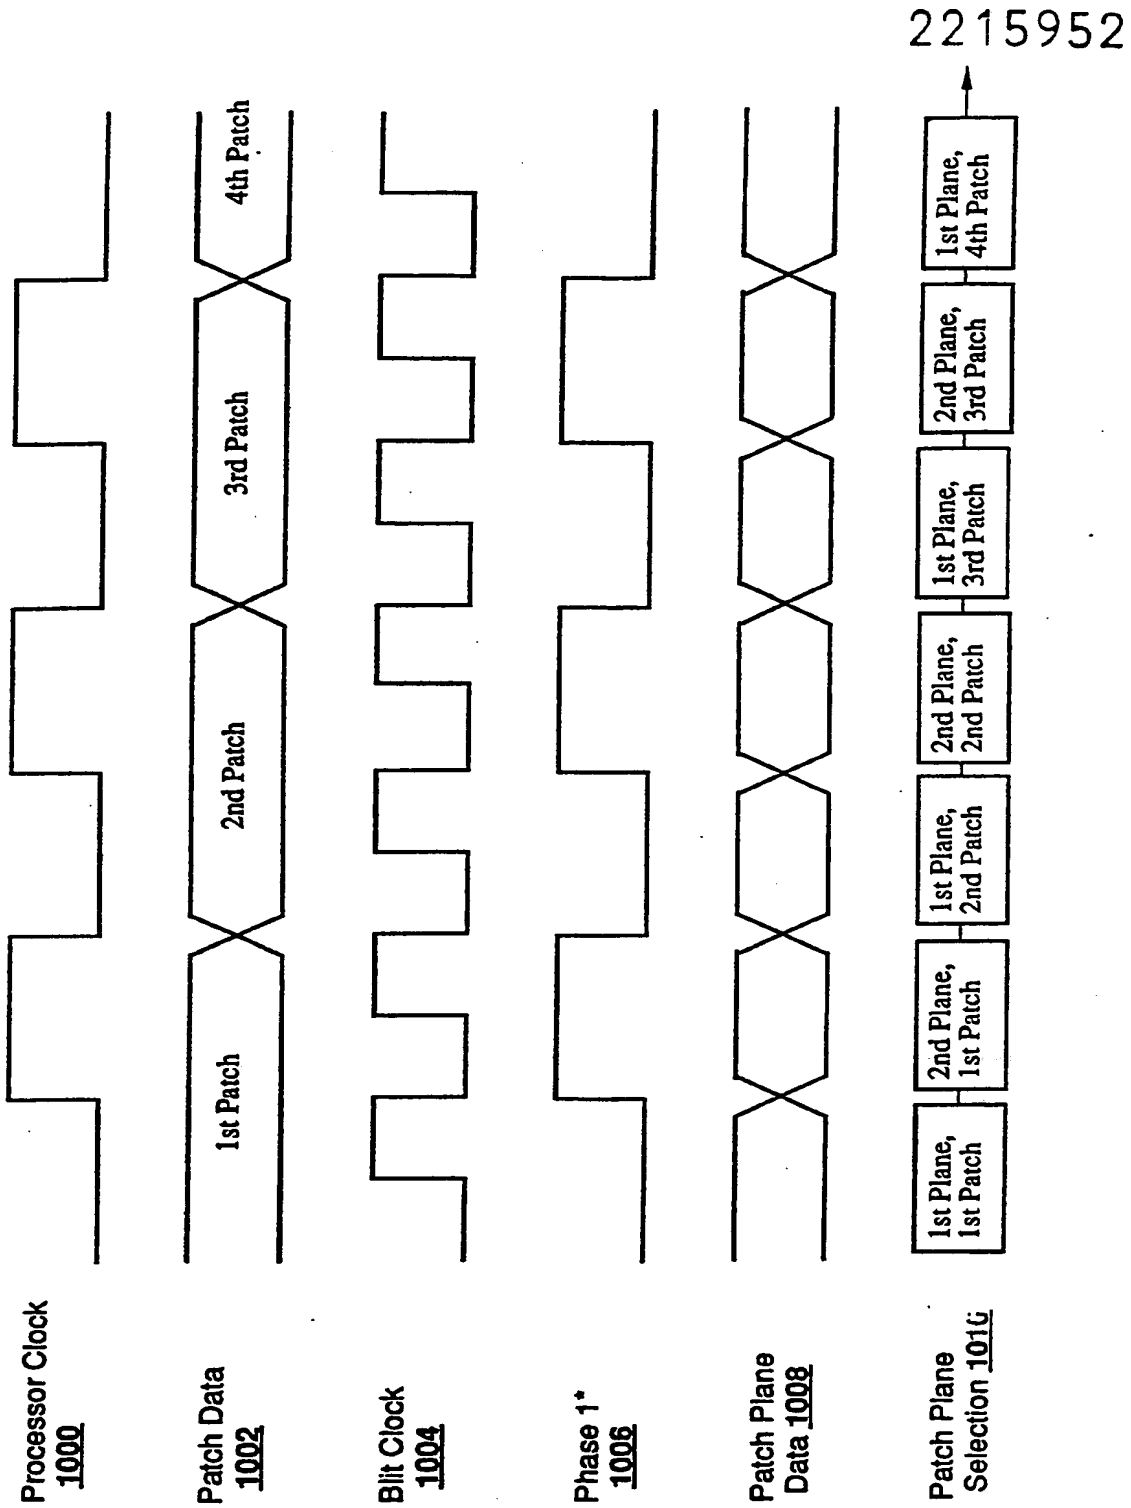 2215952
Processor Clock
1000
Patch Data
1002
1st Patch
2nd Patch
3rd Patch
4th Patch
Blit Clock
1004
Phase 1*
1006
Patch Plane
Data 1008
Patch Plane
Selection 1010
1st Plane,
1st Patch
2nd Plane,
1st Patch
1st Plane,
2nd Patch
2nd Plane,
2nd Patch
1st Plane,
3rd Patch
2nd Plane,
3rd Patch
1st Plane,
4th Patch